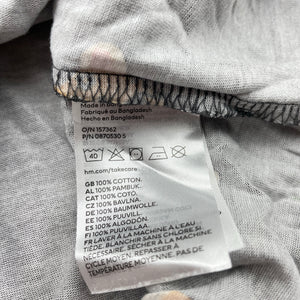 Made in Bangladesh
Fabriqué au Bangladesh
Hecho en Bangladesh
O/N 157362
P/N 0870530 5
40
hm.com/takecare
GB 100% COTTON.
AL 100% PAMBUK.
CAT 100% COTÓ.
CZ 100% BAVLNA.
DE 100% BAUMWOLLE.
EE 100% PUUVILL.
ES 100% ALGODÓN.
FI 100% PUUVILLA.
FR LAVER À LA MACHINE À L'EAU
TIÈDE. BLANCHIR SANS CHLORE SI
NÉCESSAIRE. SÉCHER À LA MACHINE
TEMPÉRATURE MOYENNE. PAS DE